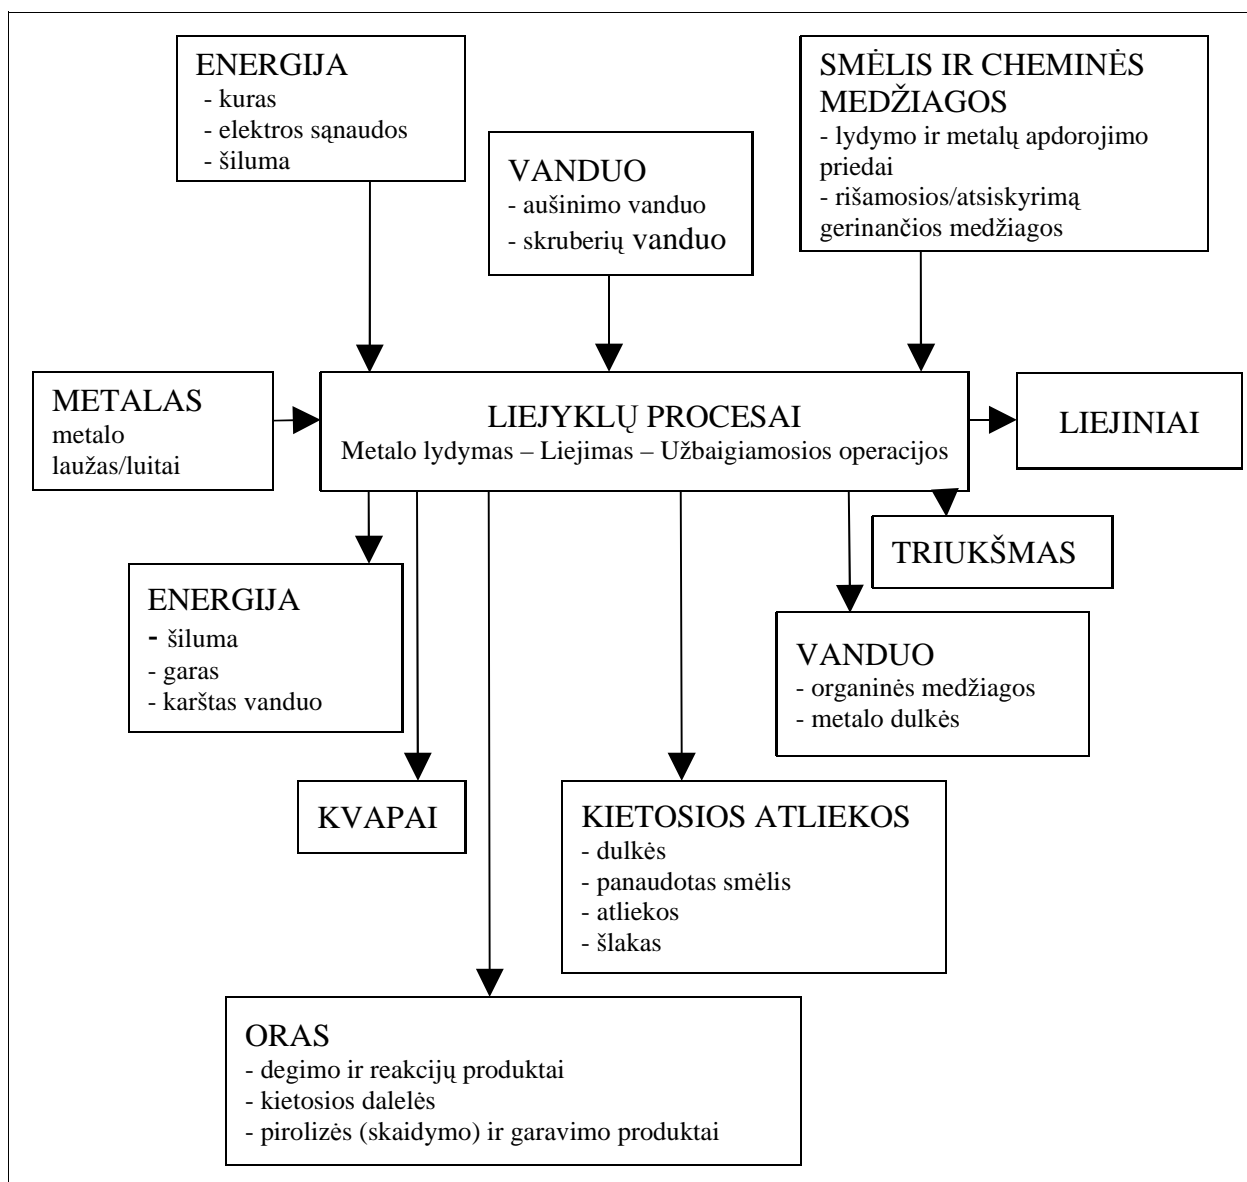 ENERGIJA
- kuras
- elektros sąnaudos
- šiluma
VANDUO
- aušinimo vanduo
- skruberių vanduo
SMĖLIS IR CHEMINĖS
MEDŽIAGOS
- lydymo ir metalų apdorojimo
priedai
- rišamosios/atsiskyrimą
gerinančios medžiagos
METALAS
metalo
laužas/luitai
LIEJYKLŲ PROCESAI
Metalo lydymas – Liejimas – Užbaigiamosios operacijos
LIEJINIAI
TRIUKŠMAS
ENERGIJA
- šiluma
- garas
- karštas vanduo
VANDUO
- organinės medžiagos
- metalo dulkės
KVAPAI
KIETOSIOS ATLIEKOS
- dulkės
- panaudotas smėlis
- atliekos
- šlakas
ORAS
- degimo ir reakcijų produktai
- kietosios dalelės
- pirolizės (skaidymo) ir garavimo produktai